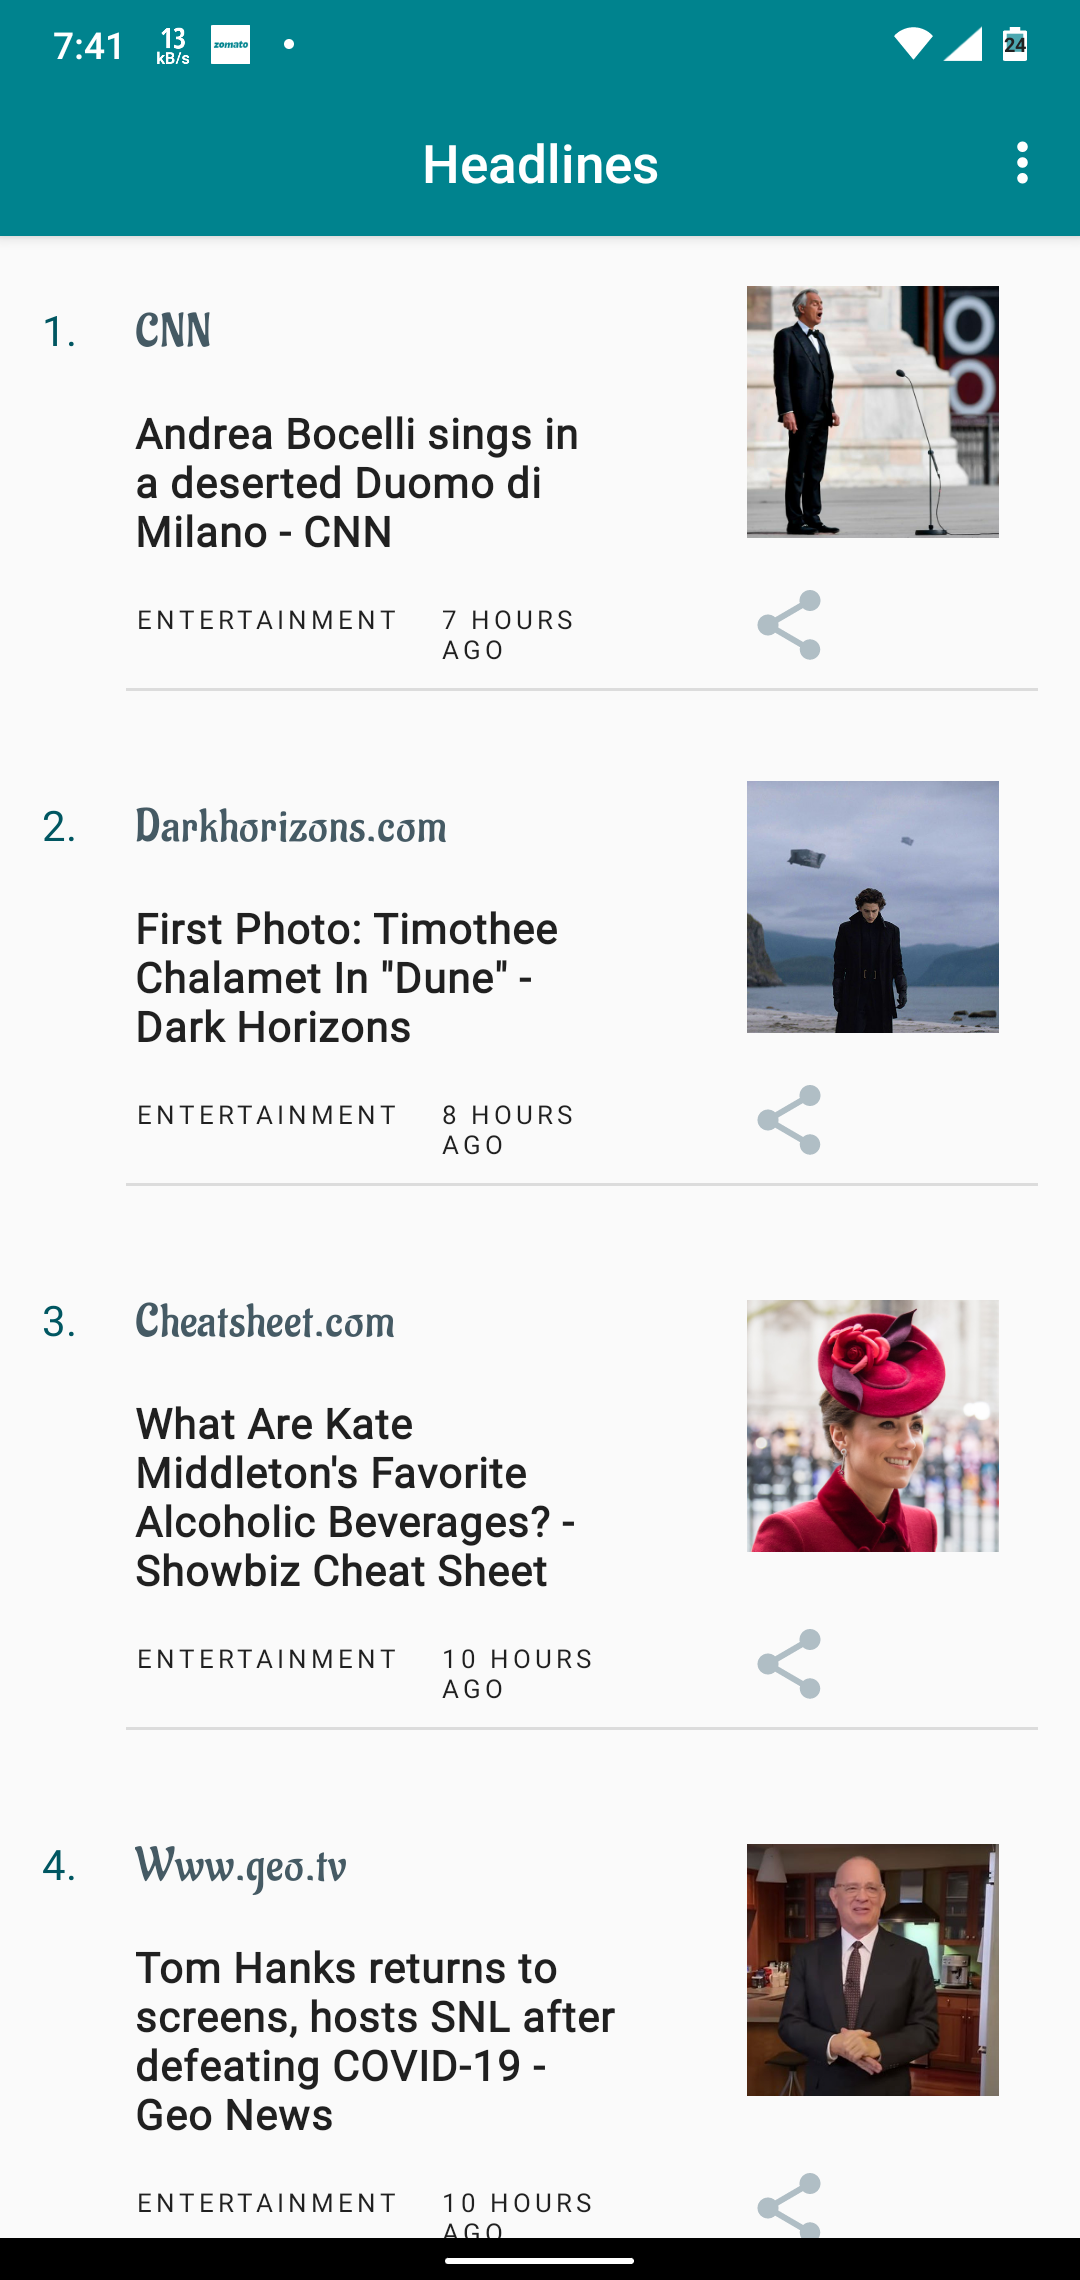 7:41 13 kB/s zomato 24
Headlines
1. CNN
Andrea Bocelli sings in
a deserted Duomo di
Milano - CNN
ENTERTAINMENT 7 HOURS
AGO
2. Darkhorizons.com
First Photo: Timothee
Chalamet In "Dune" -
Dark Horizons
ENTERTAINMENT 8 HOURS
AGO
3. Cheatsheet.com
What Are Kate
Middleton's Favorite
Alcoholic Beverages? -
Showbiz Cheat Sheet
ENTERTAINMENT 10 HOURS
AGO
4. Www.geo.tv
Tom Hanks returns to
screens, hosts SNL after
defeating COVID-19 -
Geo News
ENTERTAINMENT 10 HOURS
AGO